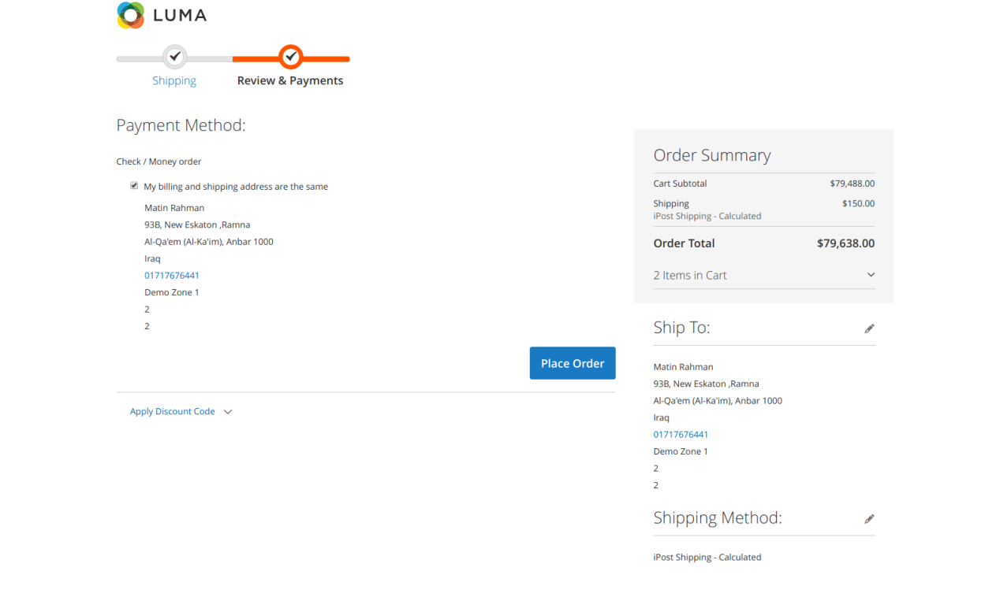 LUMA
Shipping
Review & Payments
Payment Method:
Check / Money order
My billing and shipping address are the same
Matin Rahman
93B, New Eskaton ,Ramna
Al-Qa'em (Al-Ka'im), Anbar 1000
Iraq
01717676441
Demo Zone 1
2
2
Place Order
Apply Discount Code
Order Summary
Cart Subtotal $79,488.00
Shipping $150.00
iPost Shipping - Calculated
Order Total $79,638.00
2 Items in Cart
Ship To:
Matin Rahman
93B, New Eskaton ,Ramna
Al-Qa'em (Al-Ka'im), Anbar 1000
Iraq
01717676441
Demo Zone 1
2
2
Shipping Method:
iPost Shipping - Calculated